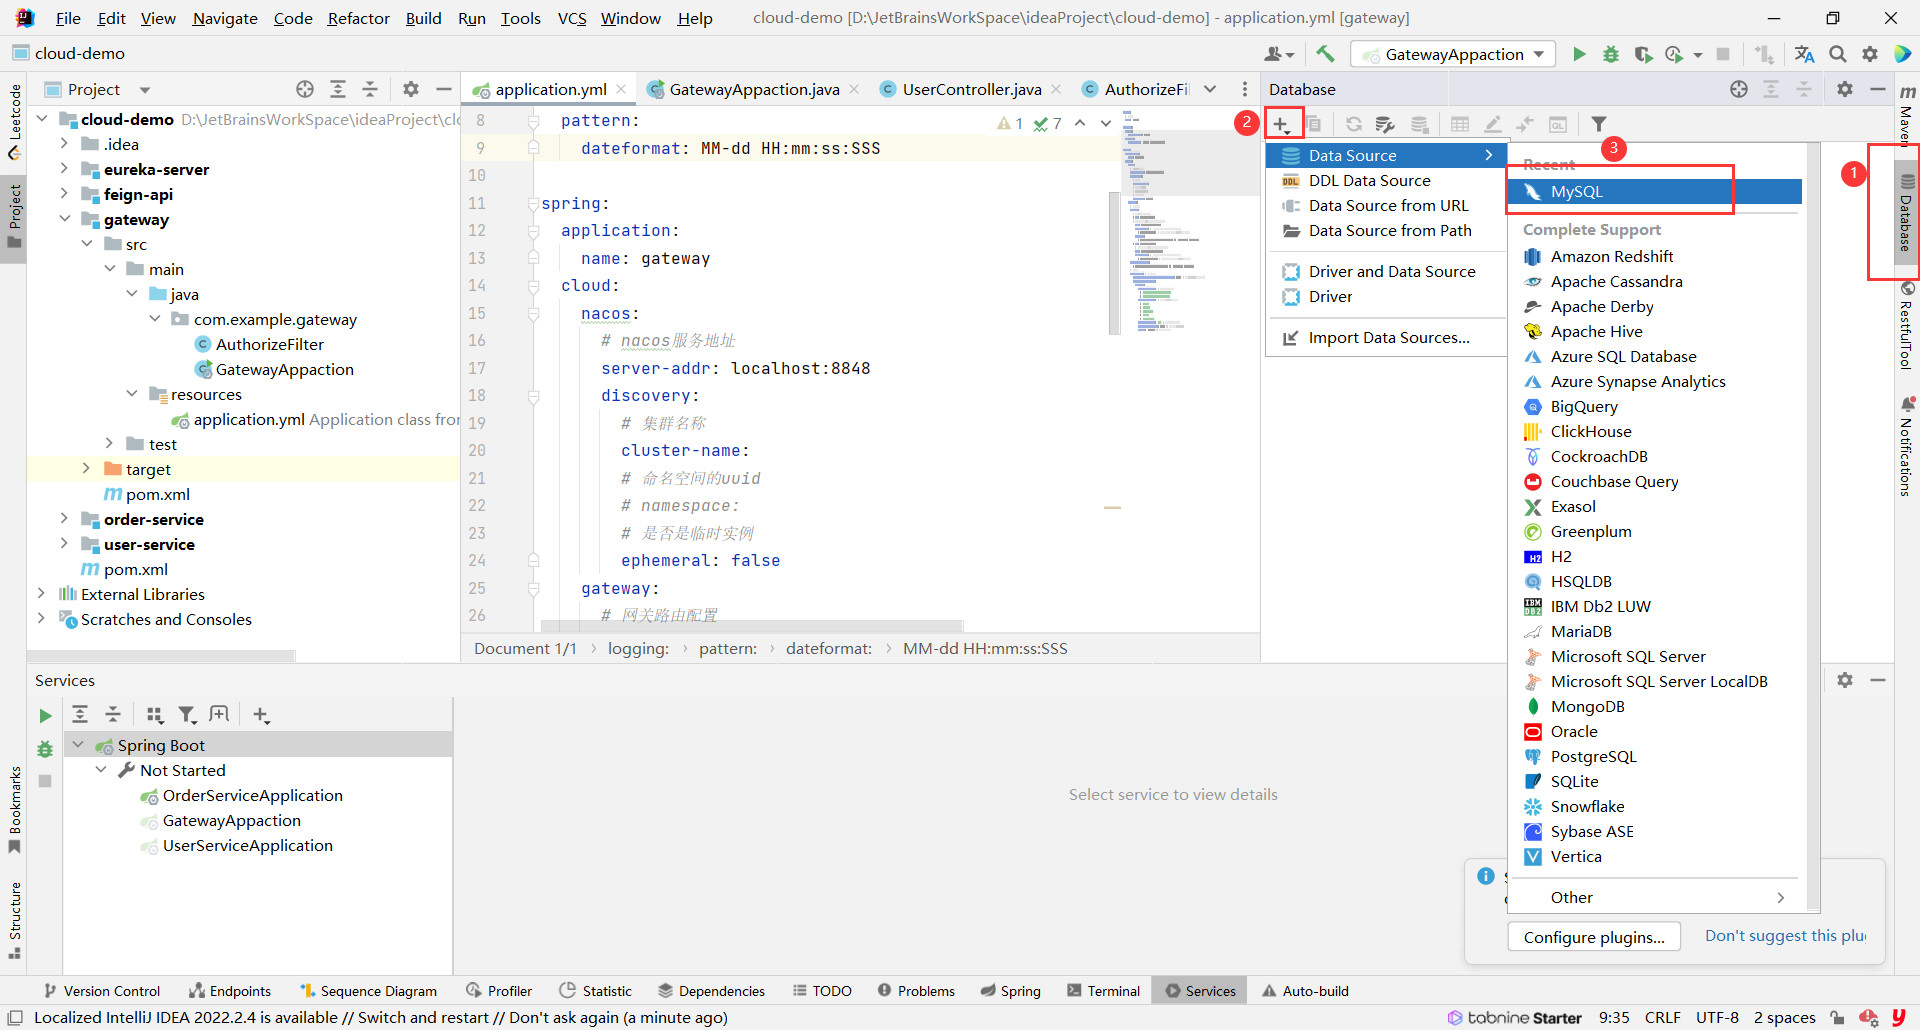 File Edit View Navigate Code Refactor Build Run Tools VCS Window Help cloud-demo [D:\JetBrainsWorkSpace\ideaProject\cloud-demo] - application.yml [gateway]
cloud-demo
GatewayAppaction
Leetcode
Project
Bookmarks
Structure
Project
cloud-demo D:\JetBrainsWorkSpace\ideaProject\clo
.idea
eureka-server
feign-api
gateway
src
main
java
com.example.gateway
AuthorizeFilter
GatewayAppaction
resources
application.yml Application class from
test
target
pom.xml
order-service
user-service
pom.xml
External Libraries
Scratches and Consoles
application.yml GatewayAppaction.java UserController.java AuthorizeFil
1 7
8 pattern:
9 dateformat: MM-dd HH:mm:ss:SSS
10
11 spring:
12 application:
13 name: gateway
14 cloud:
15 nacos:
16 # nacos服务地址
17 server-addr: localhost:8848
18 discovery:
19 # 集群名称
20 cluster-name:
21 # 命名空间的uuid
22 # namespace:
23 # 是否是临时实例
24 ephemeral: false
25 gateway:
26 # 网关路由配置
Document 1/1 › logging: › pattern: › dateformat: › MM-dd HH:mm:ss:SSS
Database
2
Data Source
DDL Data Source
Data Source from URL
Data Source from Path
Driver and Data Source
Driver
Import Data Sources...
3
Recent
MySQL
Complete Support
Amazon Redshift
Apache Cassandra
Apache Derby
Apache Hive
Azure SQL Database
Azure Synapse Analytics
BigQuery
ClickHouse
CockroachDB
Couchbase Query
Exasol
Greenplum
H2
HSQLDB
IBM Db2 LUW
MariaDB
Microsoft SQL Server
Microsoft SQL Server LocalDB
MongoDB
Oracle
PostgreSQL
SQLite
Snowflake
Sybase ASE
Vertica
Other
1
Maven
Database
RestfulTool
Notifications
Services
Spring Boot
Not Started
OrderServiceApplication
GatewayAppaction
UserServiceApplication
Select service to view details
Configure plugins... Don't suggest this plu
Version Control Endpoints Sequence Diagram Profiler Statistic Dependencies TODO Problems Spring Terminal Services Auto-build
Localized IntelliJ IDEA 2022.2.4 is available // Switch and restart // Don't ask again (a minute ago) tabnine Starter 9:35 CRLF UTF-8 2 spaces